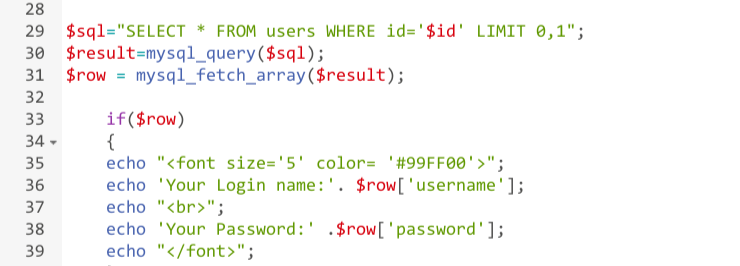 28
29 $sql="SELECT * FROM users WHERE id='$id' LIMIT 0,1";
30 $result=mysql_query($sql);
31 $row = mysql_fetch_array($result);
32
33 if($row)
34 {
35 echo "<font size='5' color= '#99FF00'>";
36 echo 'Your Login name:'. $row['username'];
37 echo "<br>";
38 echo 'Your Password:' .$row['password'];
39 echo "</font>";